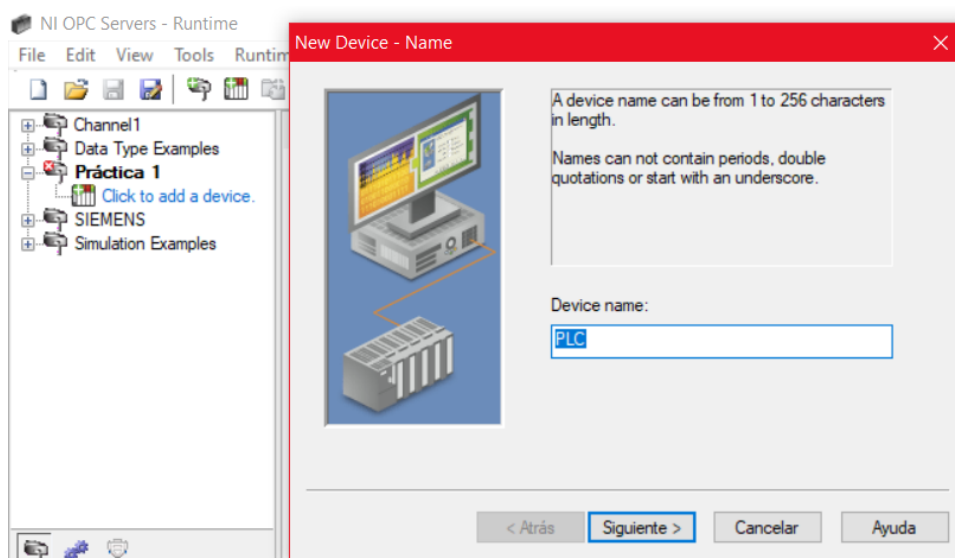 NI OPC Servers - Runtime
File Edit View Tools Runtim
Channel1
Data Type Examples
Práctica 1
Click to add a device.
SIEMENS
Simulation Examples
New Device - Name
A device name can be from 1 to 256 characters
in length.
Names can not contain periods, double
quotations or start with an underscore.
Device name:
PLC
< Atrás
Siguiente >
Cancelar
Ayuda